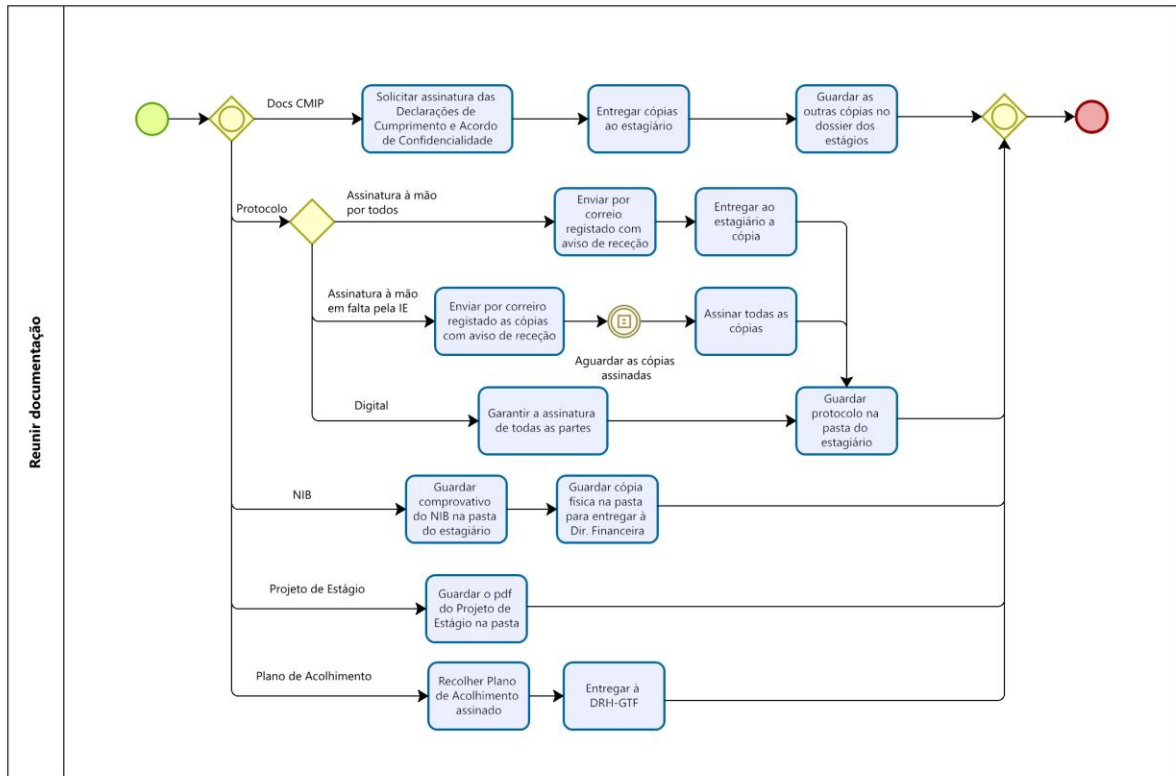 Reunir documentação
Docs CMIP
Solicitar assinatura das
Declarações de
Cumprimento e Acordo
de Confidencialidade
Entregar cópias
ao estagiário
Guardar as
outras cópias no
dossier dos
estágios
Protocolo
Assinatura à mão
por todos
Enviar por
correio
registado com
aviso de receção
Entregar ao
estagiário a
cópia
Assinatura à mão
em falta pela IE
Enviar por correiro
registado as cópias
com aviso de receção
Aguardar as cópias
assinadas
Assinar todas as
cópias
Digital
Garantir a assinatura
de todas as partes
Guardar
protocolo na
pasta do
estagiário
NIB
Guardar
comprovativo
do NIB na pasta
do estagiário
Guardar cópia
física na pasta
para entregar à
Dir. Financeira
Projeto de Estágio
Guardar o pdf
do Projeto de
Estágio na pasta
Plano de Acolhimento
Recolher Plano
de Acolhimento
assinado
Entregar à
DRH-GTF